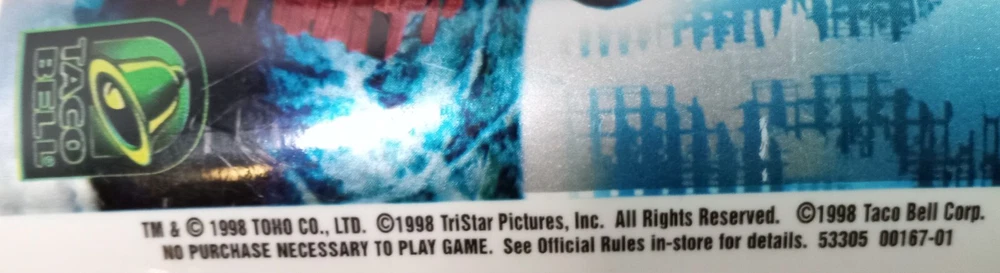 TACO
BELL®
TM & © 1998 TOHO CO., LTD. ©1998 TriStar Pictures, Inc. All Rights Reserved. ©1998 Taco Bell Corp.
NO PURCHASE NECESSARY TO PLAY GAME. See Official Rules in-store for details. 53305 00167-01